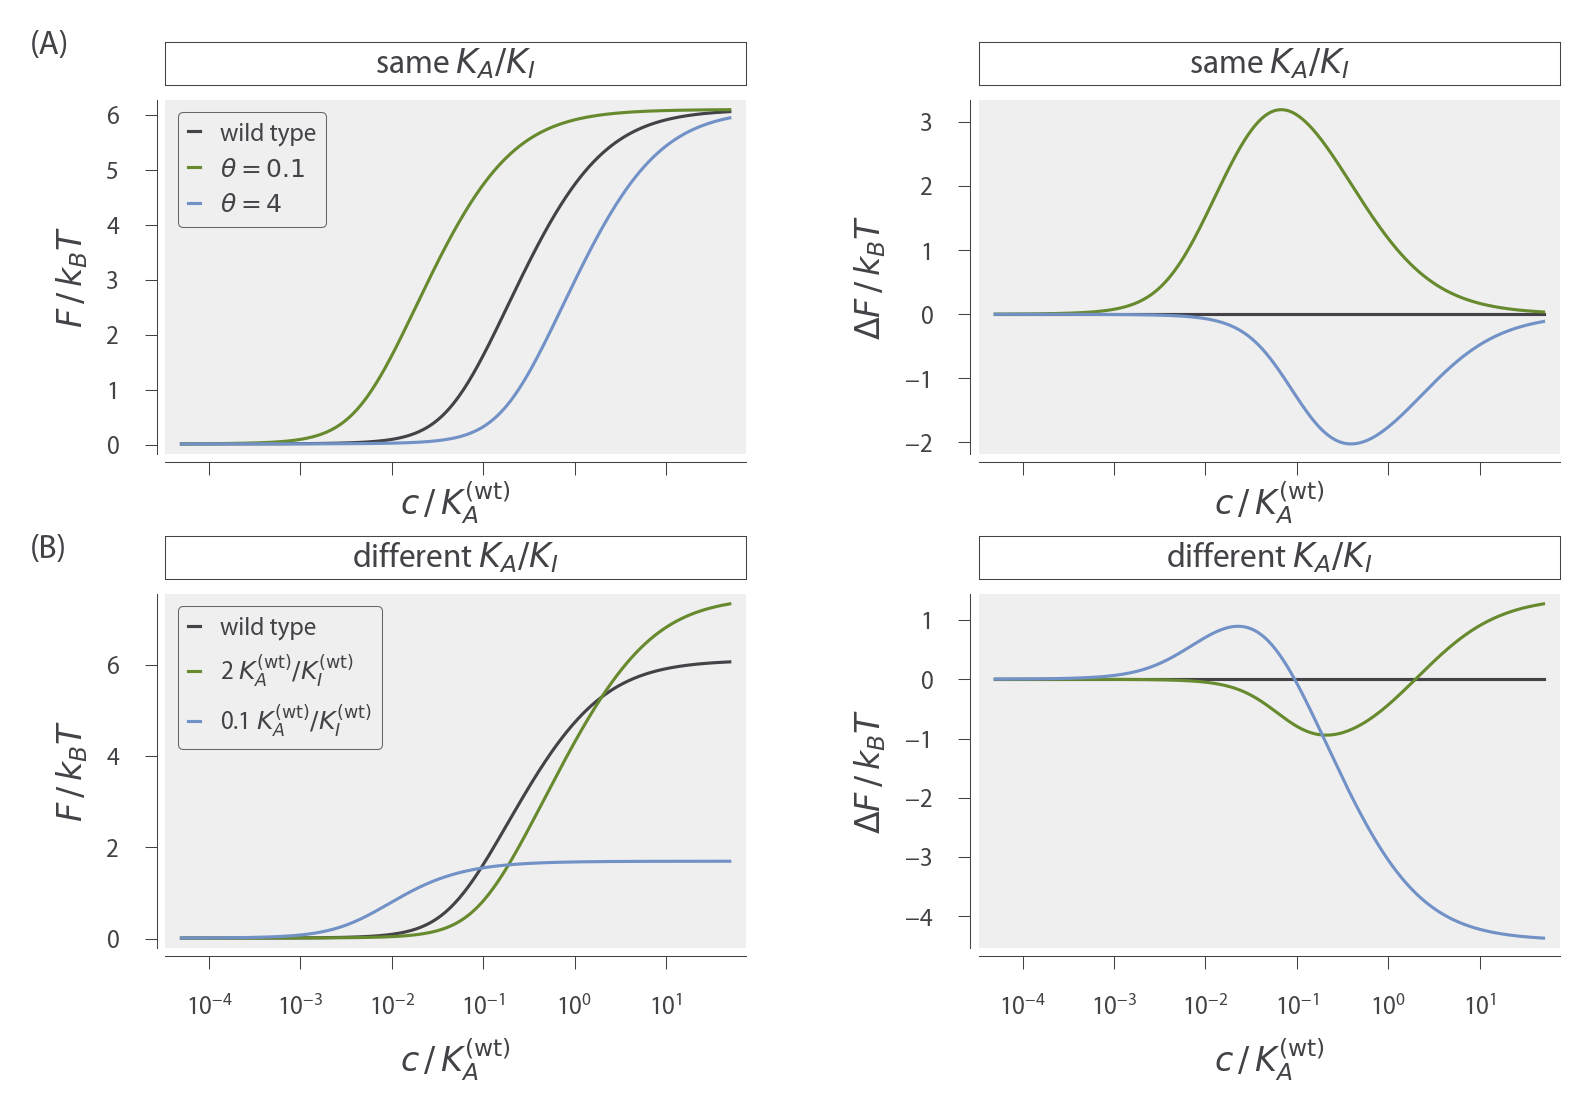 (A)
same K_A/K_I
same K_A/K_I
F / k_BT
6
5
4
3
2
1
0
wild type
θ = 0.1
θ = 4
c / K_A^(wt)
ΔF / k_BT
3
2
1
0
−1
−2
c / K_A^(wt)
(B)
different K_A/K_I
different K_A/K_I
F / k_BT
6
4
2
0
wild type
2 K_A^(wt)/K_I^(wt)
0.1 K_A^(wt)/K_I^(wt)
10^−4 10^−3 10^−2 10^−1 10^0 10^1
c / K_A^(wt)
ΔF / k_BT
1
0
−1
−2
−3
−4
10^−4 10^−3 10^−2 10^−1 10^0 10^1
c / K_A^(wt)